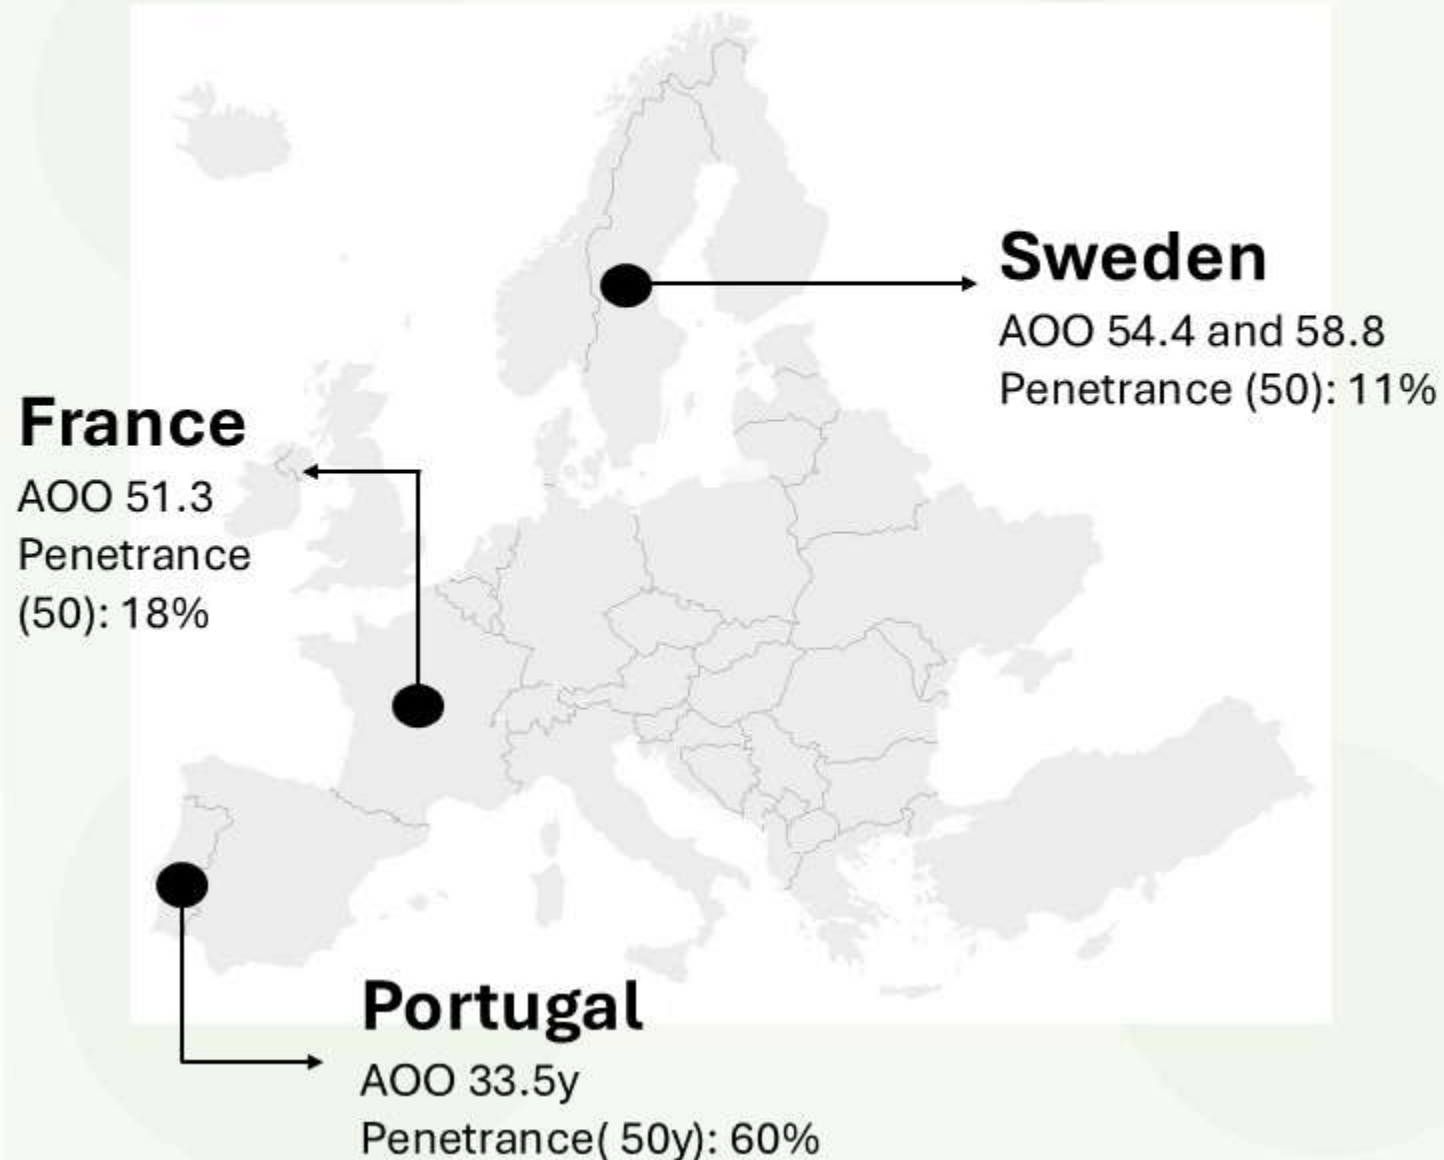 Sweden
AOO 54.4 and 58.8
Penetrance (50): 11%
France
AOO 51.3
Penetrance
(50): 18%
Portugal
AOO 33.5y
Penetrance( 50y): 60%